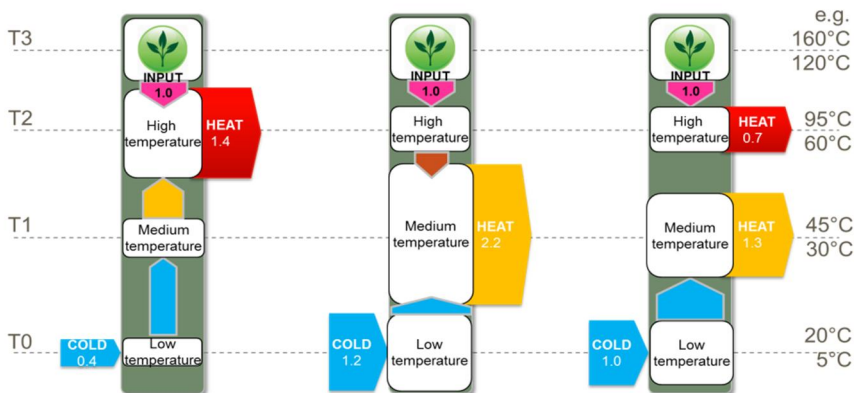 e.g.
T3
160°C
120°C
INPUT
1.0
INPUT
1.0
INPUT
1.0
T2
High
temperature
HEAT
1.4
High
temperature
High
temperature
HEAT
0.7
95°C
60°C
T1
Medium
temperature
Medium
temperature
HEAT
2.2
Medium
temperature
HEAT
1.3
45°C
30°C
T0
COLD
0.4
Low
temperature
COLD
1.2
Low
temperature
COLD
1.0
Low
temperature
20°C
5°C